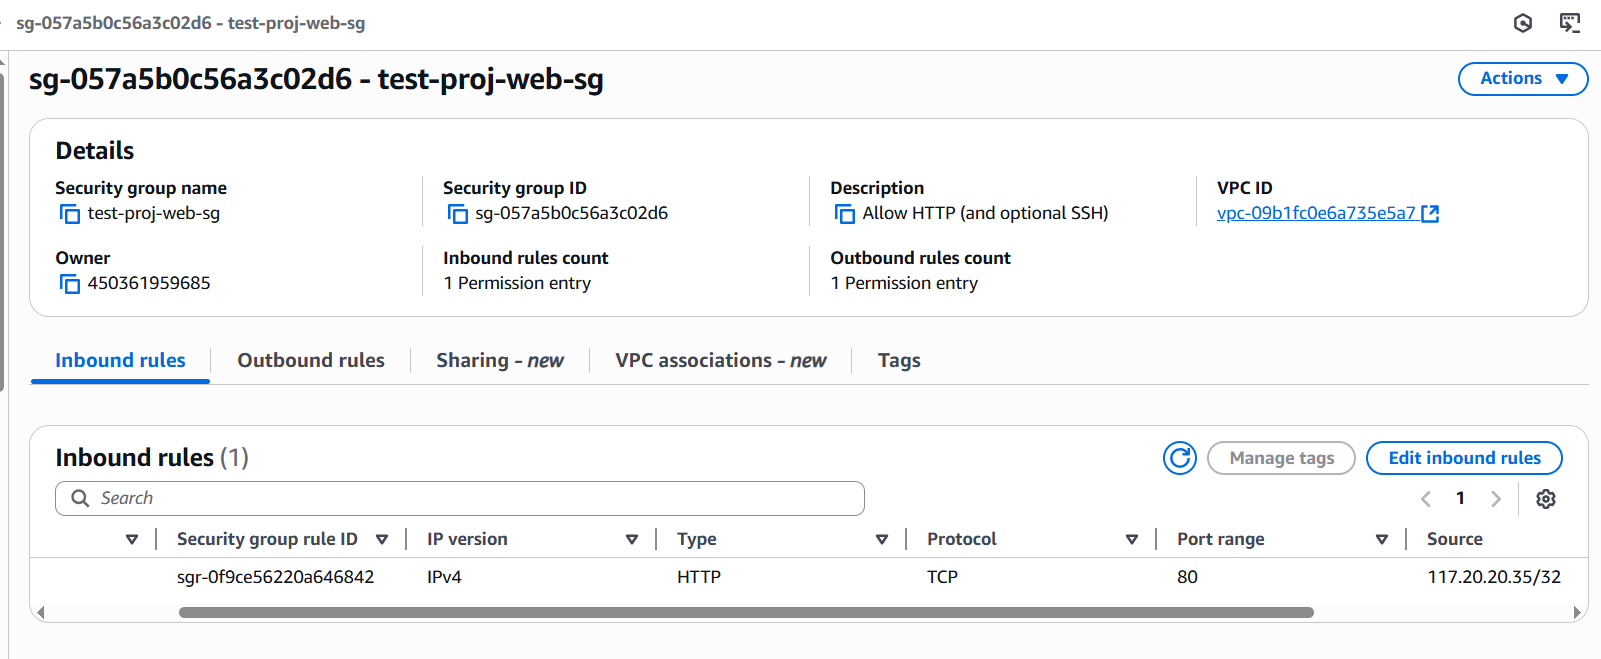 sg-057a5b0c56a3c02d6 - test-proj-web-sg
sg-057a5b0c56a3c02d6 - test-proj-web-sg
Actions
Details
Security group name
test-proj-web-sg
Security group ID
sg-057a5b0c56a3c02d6
Description
Allow HTTP (and optional SSH)
VPC ID
vpc-09b1fc0e6a735e5a7
Owner
450361959685
Inbound rules count
1 Permission entry
Outbound rules count
1 Permission entry
Inbound rules
Outbound rules
Sharing - new
VPC associations - new
Tags
Inbound rules (1)
Manage tags
Edit inbound rules
Search
1
Security group rule ID
IP version
Type
Protocol
Port range
Source
sgr-0f9ce56220a646842
IPv4
HTTP
TCP
80
117.20.20.35/32